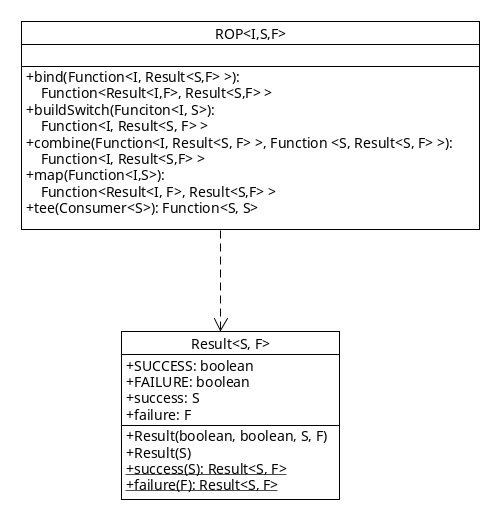 ROP<I,S,F>
+bind(Function<I, Result<S,F> >):
Function<Result<I,F>, Result<S,F> >
+buildSwitch(Funciton<I, S>):
Function<I, Result<S, F> >
+combine(Function<I, Result<S, F> >, Function <S, Result<S, F> >):
Function<I, Result<S,F> >
+map(Function<I,S>):
Function<Result<I, F>, Result<S,F> >
+tee(Consumer<S>): Function<S, S>
Result<S, F>
+SUCCESS: boolean
+FAILURE: boolean
+success: S
+failure: F
+Result(boolean, boolean, S, F)
+Result(S)
+success(S): Result<S, F>
+failure(F): Result<S, F>